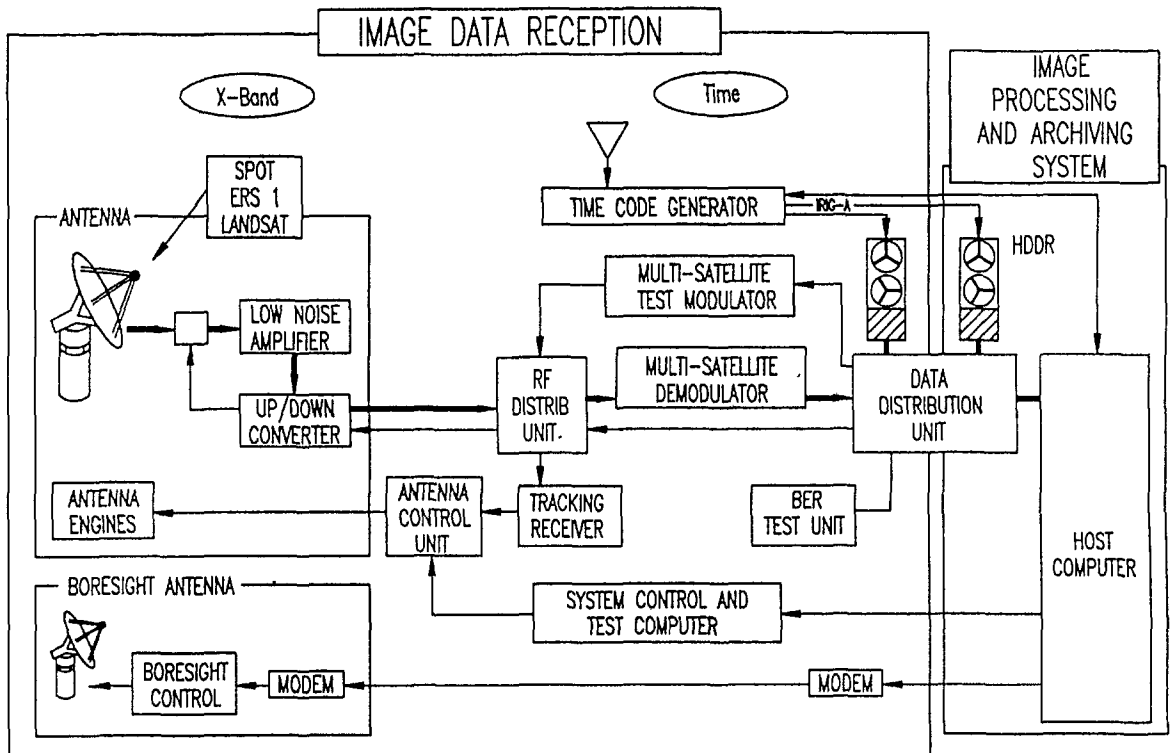 IMAGE DATA RECEPTION
X-Band
Time
IMAGE
PROCESSING
AND ARCHIVING
SYSTEM
SPOT
ERS 1
LANDSAT
ANTENNA
TIME CODE GENERATOR
IRIG-A
HDDR
MULTI-SATELLITE
TEST MODULATOR
LOW NOISE
AMPLIFIER
RF
DISTRIB
UNIT.
MULTI-SATELLITE
DEMODULATOR
DATA
DISTRIBUTION
UNIT
UP/DOWN
CONVERTER
ANTENNA
ENGINES
ANTENNA
CONTROL
UNIT
TRACKING
RECEIVER
BER
TEST UNIT
HOST
COMPUTER
BORESIGHT ANTENNA
SYSTEM CONTROL AND
TEST COMPUTER
BORESIGHT
CONTROL
MODEM
MODEM